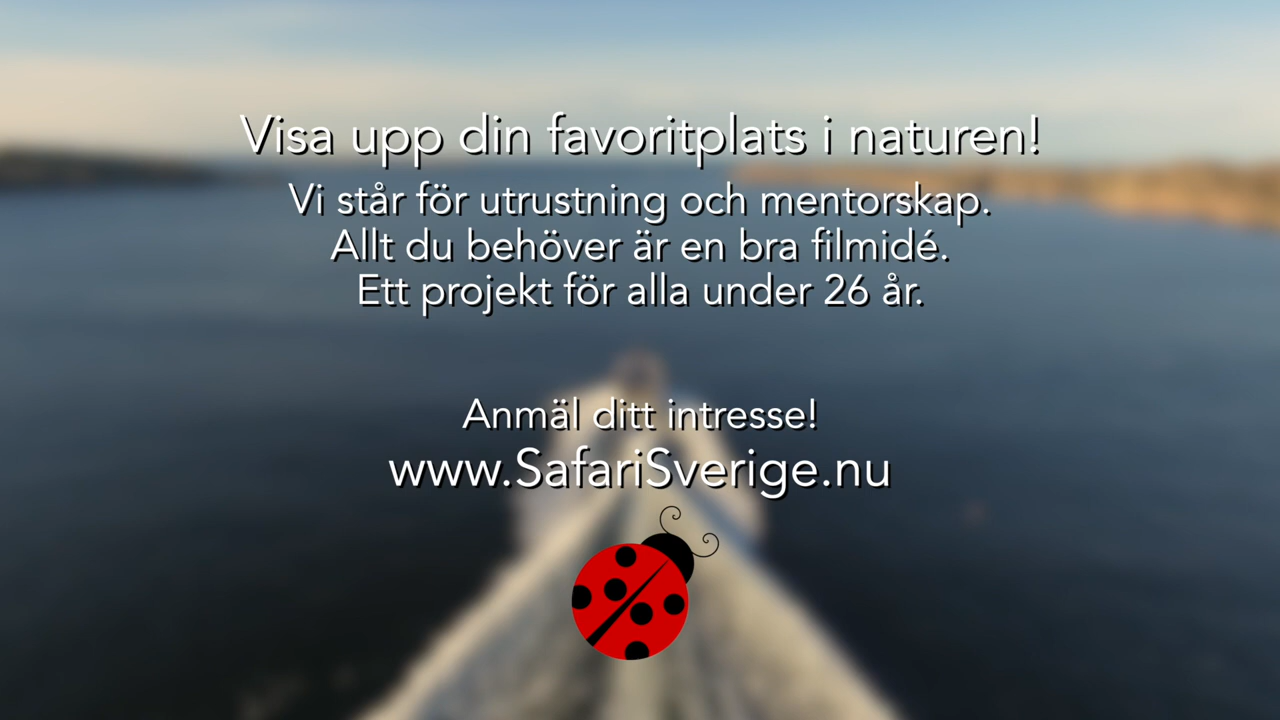 Visa upp din favoritplats i naturen!
Vi står för utrustning och mentorskap.
Allt du behöver är en bra filmidé.
Ett projekt för alla under 26 år.
Anmäl ditt intresse!
www.SafariSverige.nu